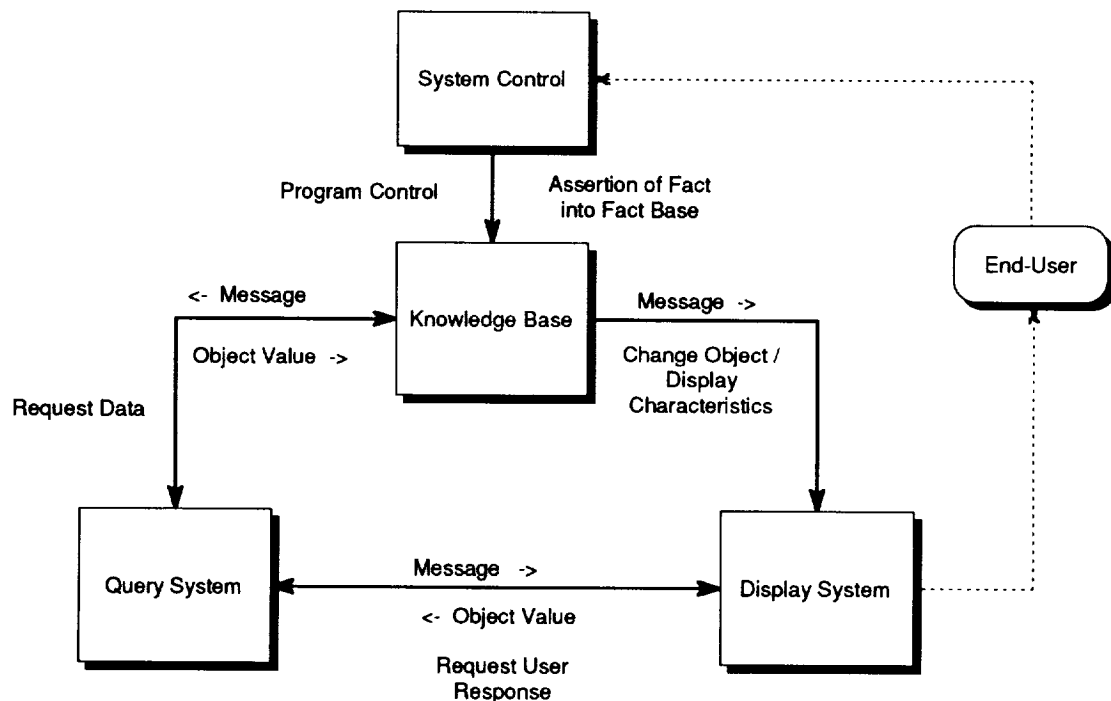 System Control
Program Control
Assertion of Fact
into Fact Base
End-User
<- Message
Message ->
Knowledge Base
Object Value ->
Change Object /
Display
Characteristics
Request Data
Query System
Message ->
Display System
<- Object Value
Request User
Response